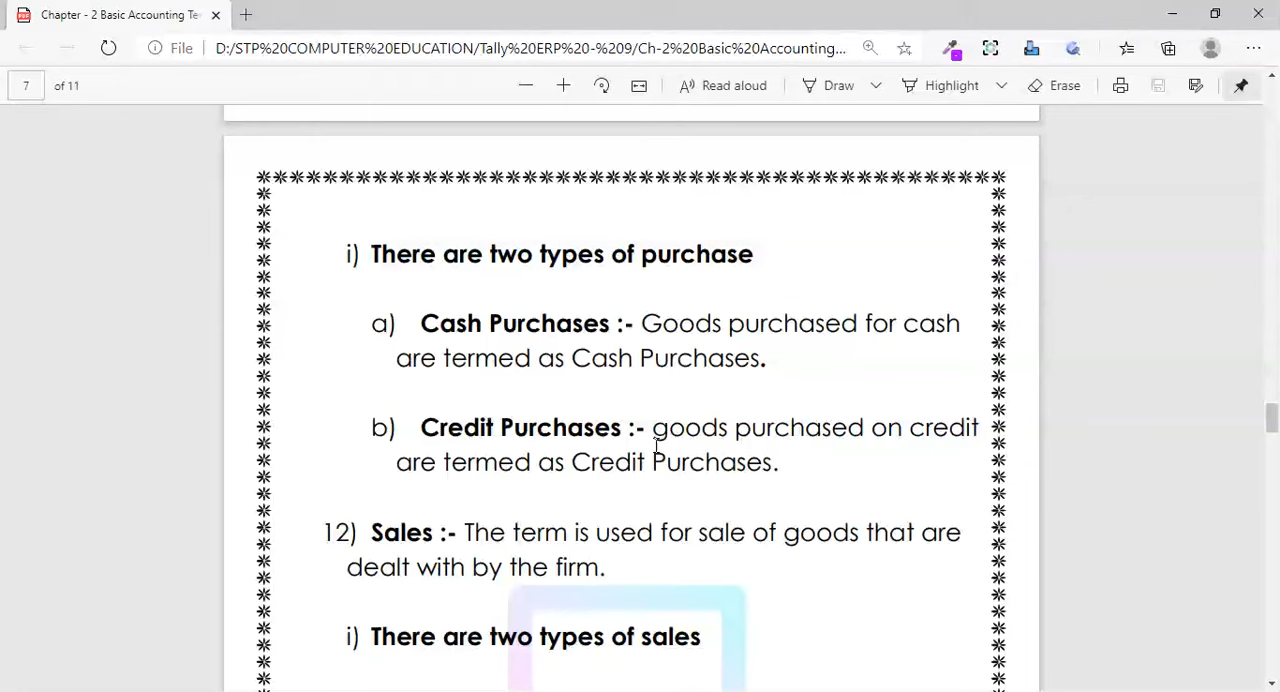 Chapter - 2 Basic Accounting Te
File
D:/STP%20COMPUTER%20EDUCATION/Tally%20ERP%20-%209/Ch-2%20Basic%20Accounting...
7 of 11
Read aloud
Draw
Highlight
Erase
i) There are two types of purchase
a) Cash Purchases :- Goods purchased for cash
are termed as Cash Purchases.
b) Credit Purchases :- goods purchased on credit
are termed as Credit Purchases.
12) Sales :- The term is used for sale of goods that are
dealt with by the firm.
i) There are two types of sales